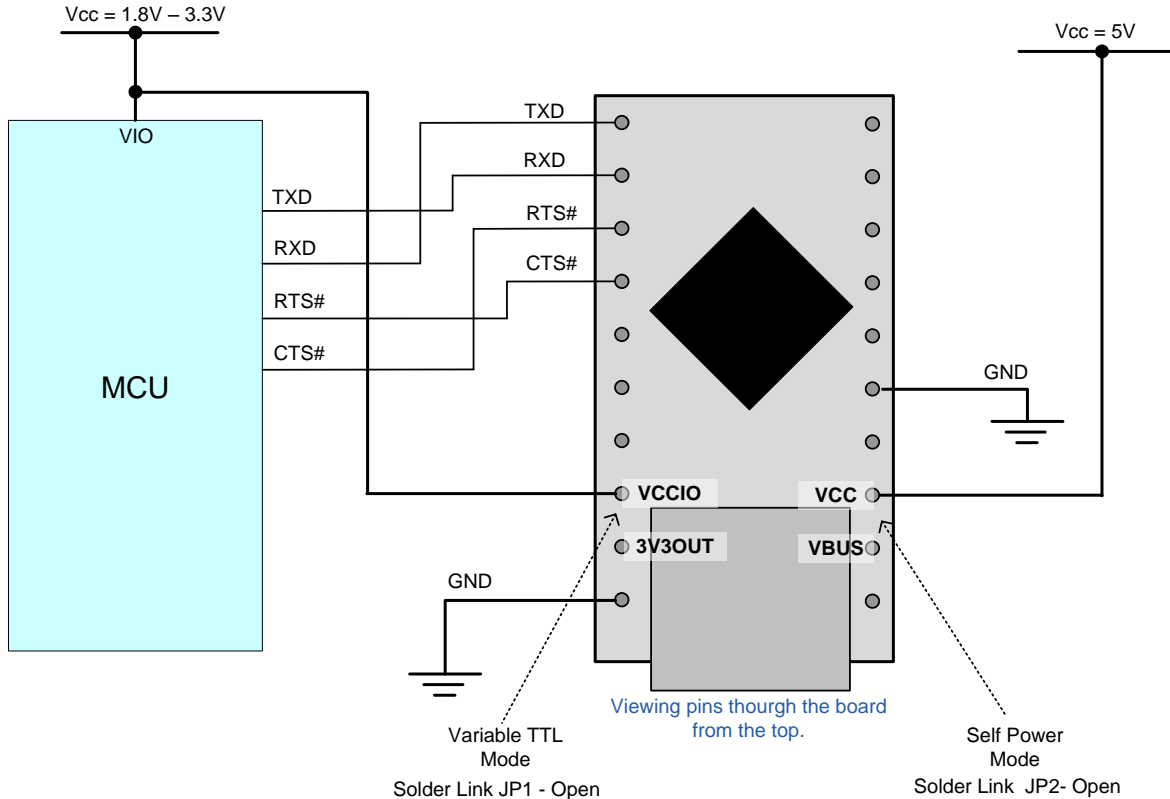 Vcc = 1.8V – 3.3V
Vcc = 5V
TXD
VIO
RXD
TXD
RTS#
RXD
CTS#
RTS#
CTS#
MCU
GND
VCCIO
VCC
3V3OUT
VBUS
GND
Viewing pins thourgh the board
from the top.
Variable TTL
Mode
Solder Link JP1 - Open
Self Power
Mode
Solder Link JP2- Open